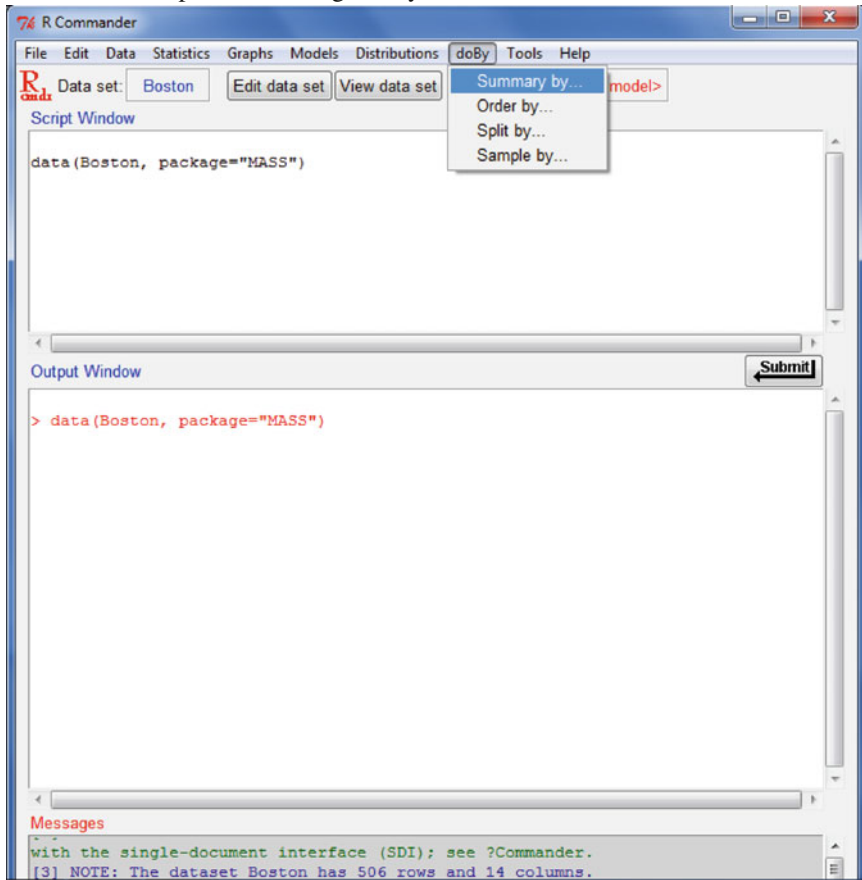 R Commander
File Edit Data Statistics Graphs Models Distributions doBy Tools Help
R cmdr Data set: Boston Edit data set View data set model>
Summary by...
Order by...
Split by...
Sample by...
Script Window
data(Boston, package="MASS")
Output Window
Submit
> data(Boston, package="MASS")
Messages
with the single-document interface (SDI); see ?Commander.
[3] NOTE: The dataset Boston has 506 rows and 14 columns.